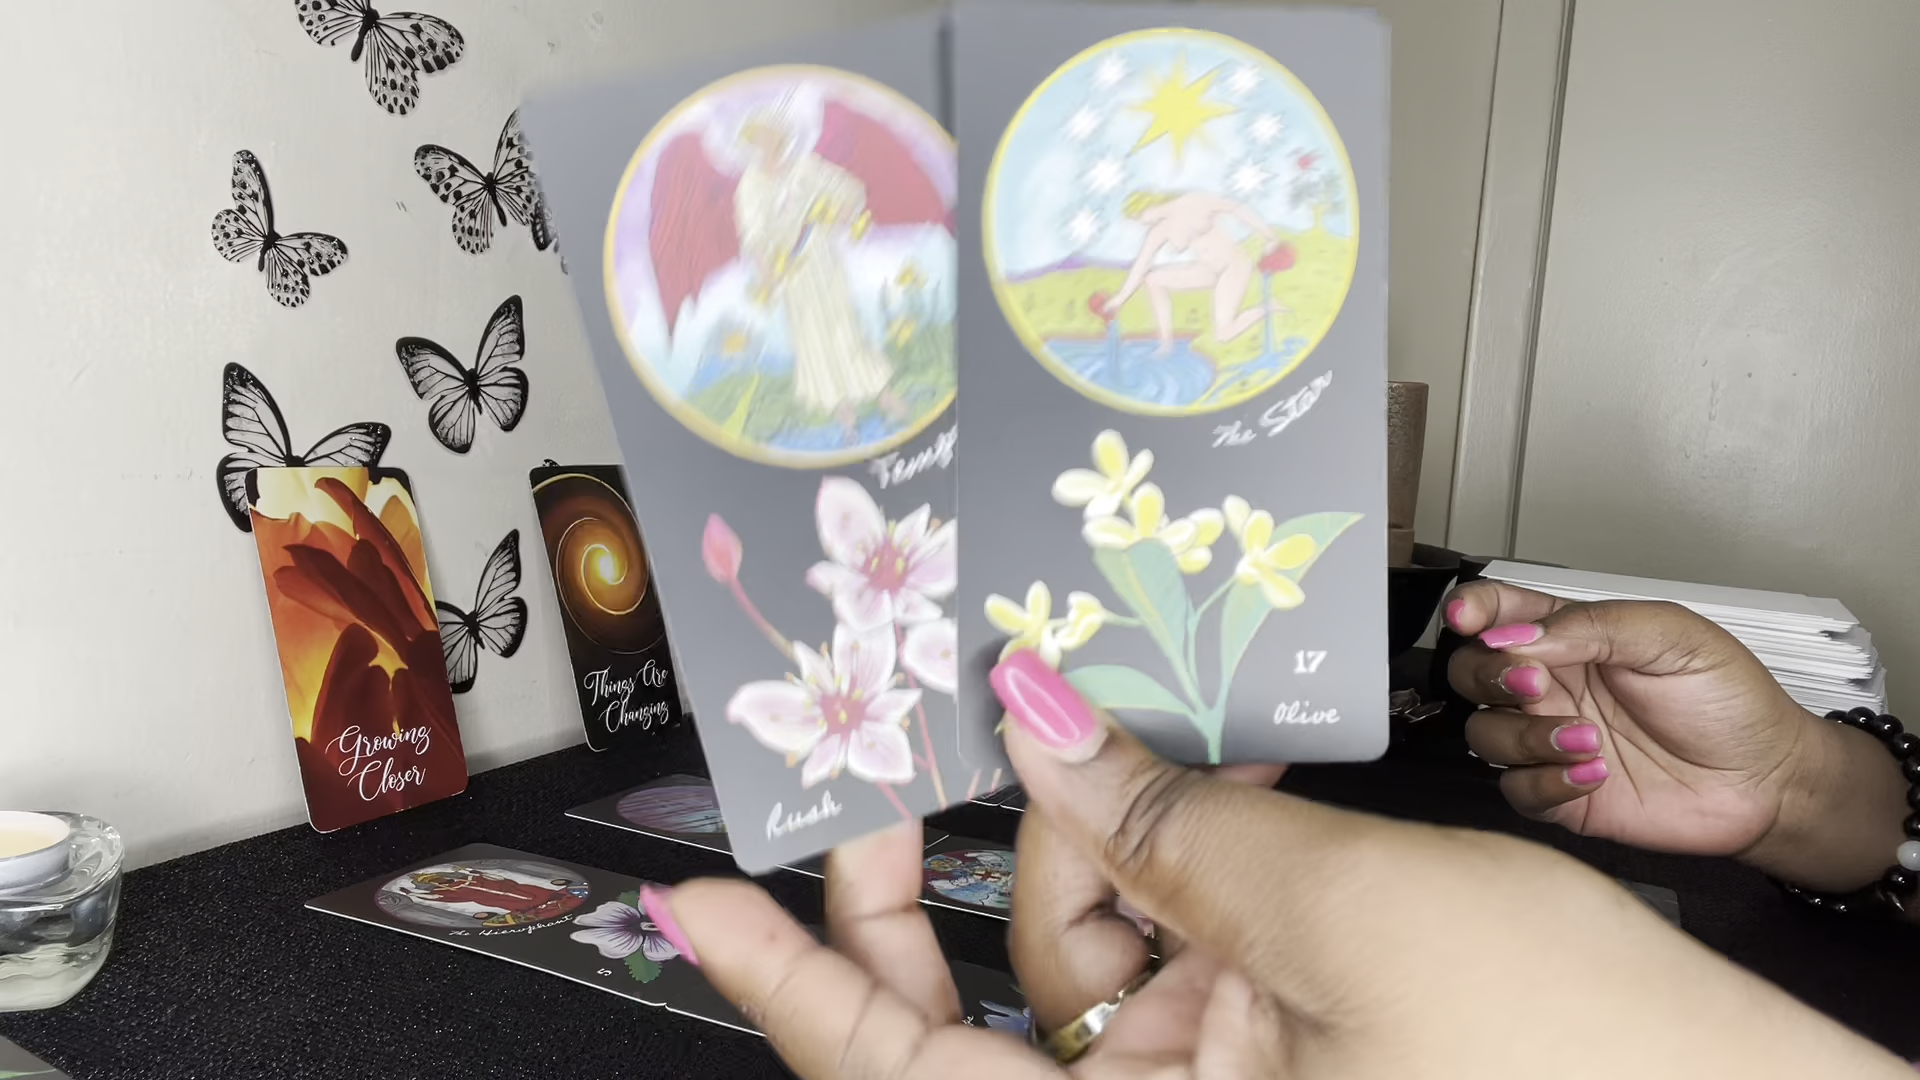 The Star
17
Olive
Rush
Things Are
Changing
Growing
Closer
The Hierophant
5